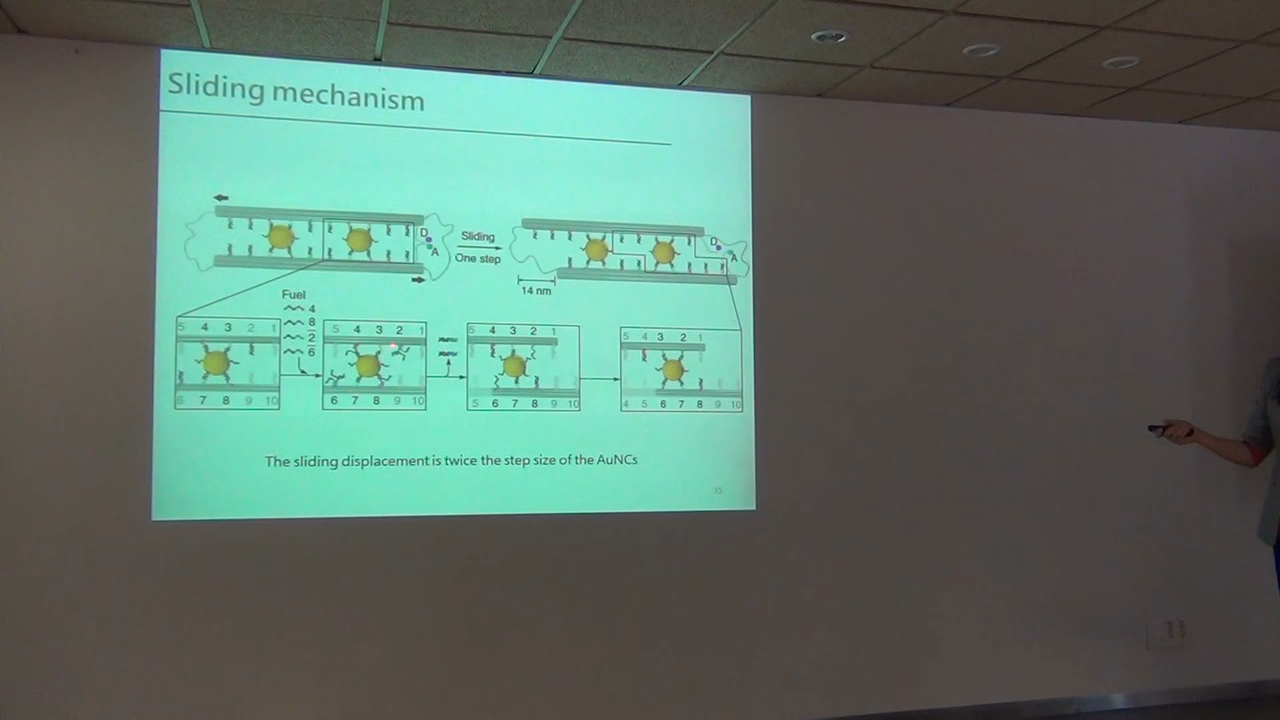 Sliding mechanism
D
A
Sliding
One step
D
A
14 nm
Fuel
4
8
2
6
5 4 3 2 1
6 7 8 9 10
5 4 3 2 1
6 7 8 9 10
5 4 3 2 1
5 6 7 8 9 10
5 4 3 2 1
4 5 6 7 8 9 10
The sliding displacement is twice the step size of the AuNCs